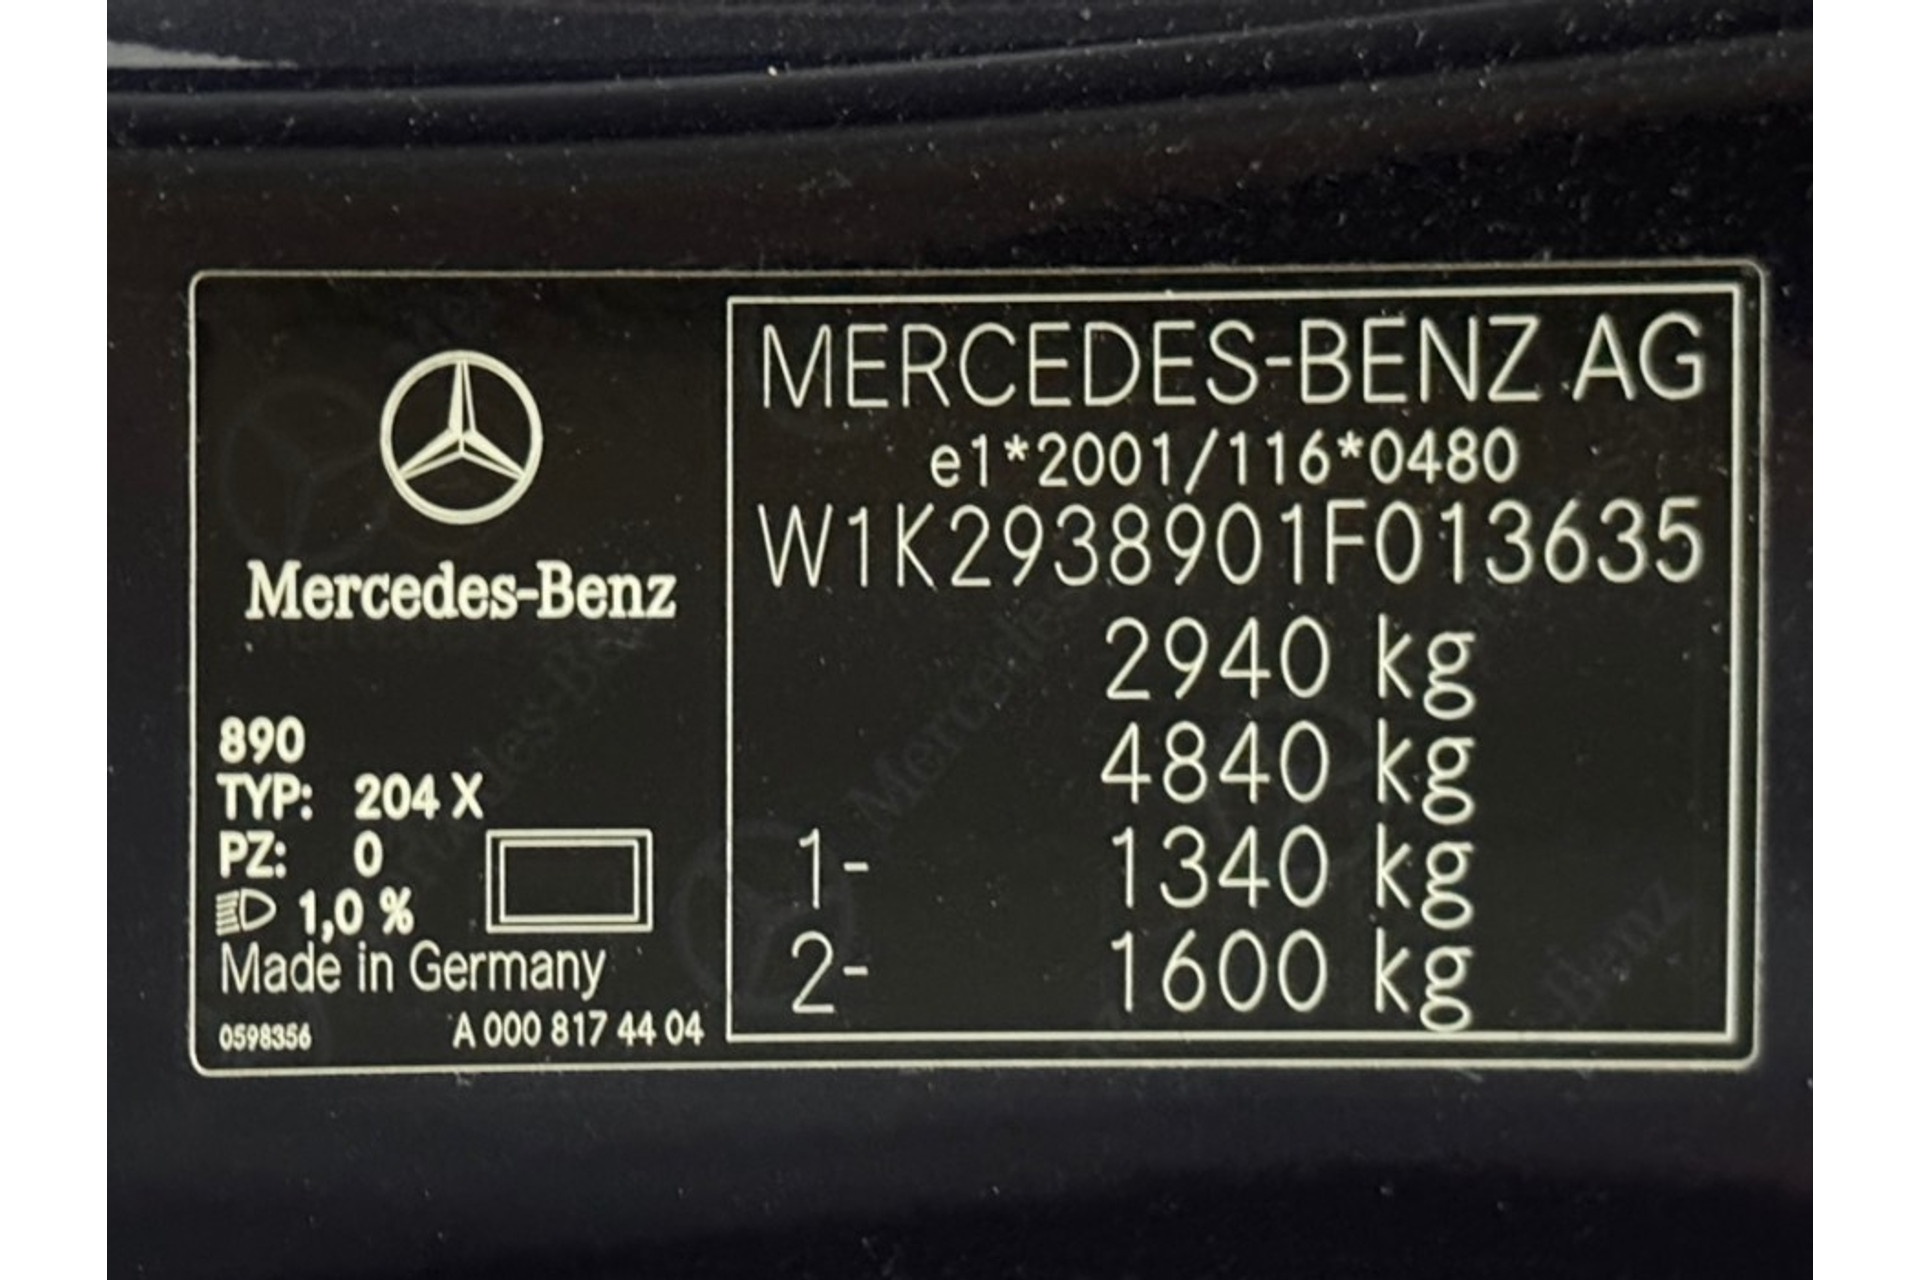 Mercedes-Benz
890
TYP: 204 X
PZ: 0
1,0 %
Made in Germany
0598356 A 000 817 44 04
MERCEDES-BENZ AG
e1*2001/116*0480
W1K2938901F013635
2940 kg
4840 kg
1- 1340 kg
2- 1600 kg